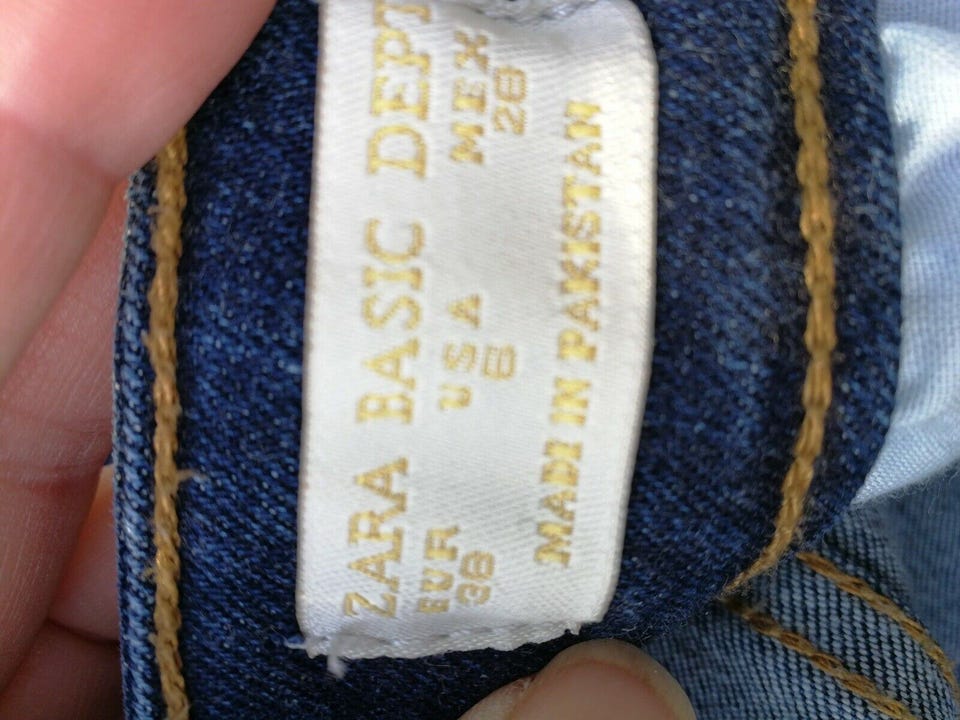 ZARA BASIC DEPT
EUR USA MEX
38 6 28
MADE IN PAKISTAN